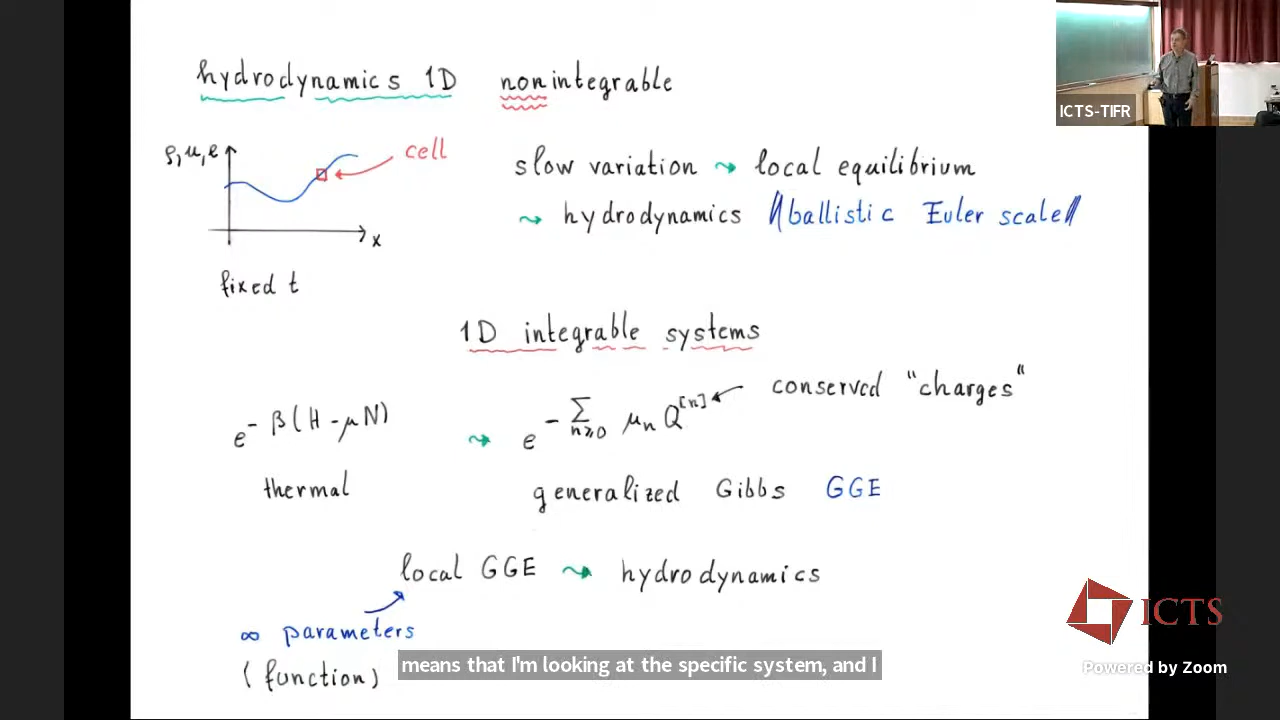 hydrodynamics 1D nonintegrable
ρ, u, e
cell
x
fixed t
slow variation ⇝ local equilibrium
⇝ hydrodynamics //ballistic Euler scale//
1D integrable systems
e^{-β(H-μN)} ⇝ e^{-∑_{n≥0} μ_n Q^{[n]}} conserved "charges"
thermal generalized Gibbs GGE
local GGE ⇝ hydrodynamics
∞ parameters
(function)
means that I'm looking at the specific system, and I
ICTS-TIFR
ICTS
Powered by Zoom